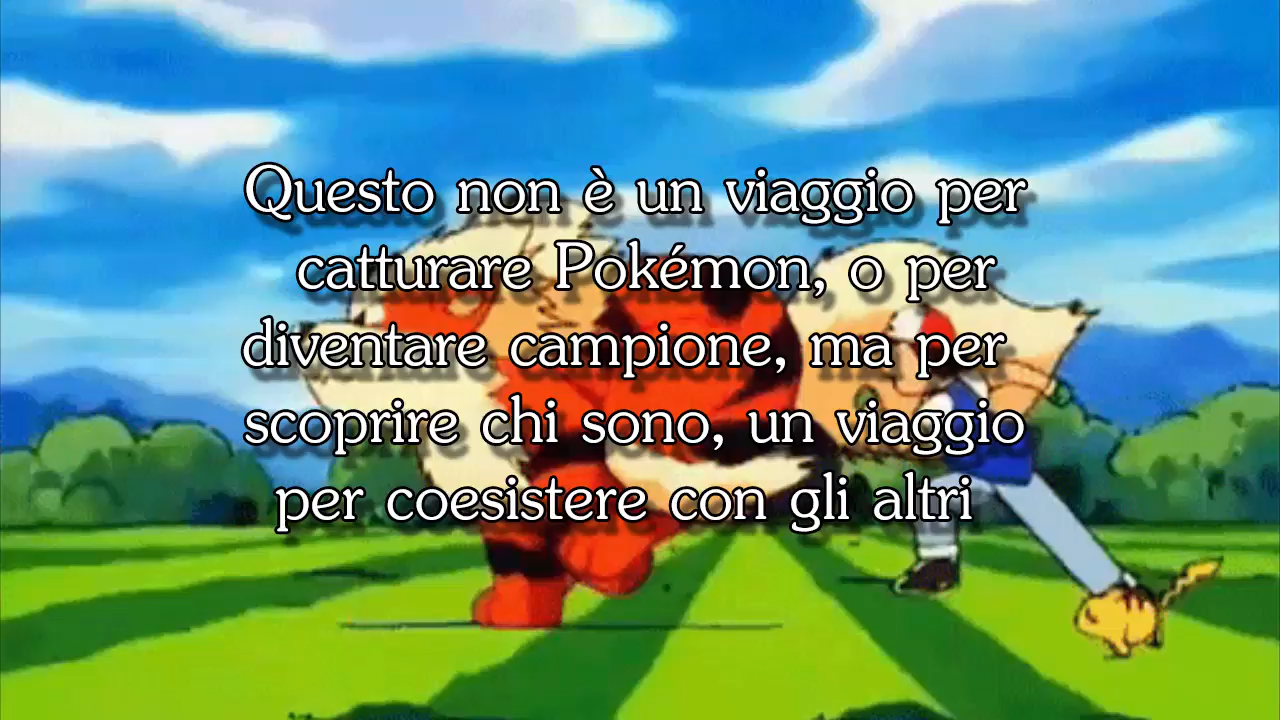 Questo non è un viaggio per
catturare Pokémon, o per
diventare campione, ma per
scoprire chi sono, un viaggio
per coesistere con gli altri